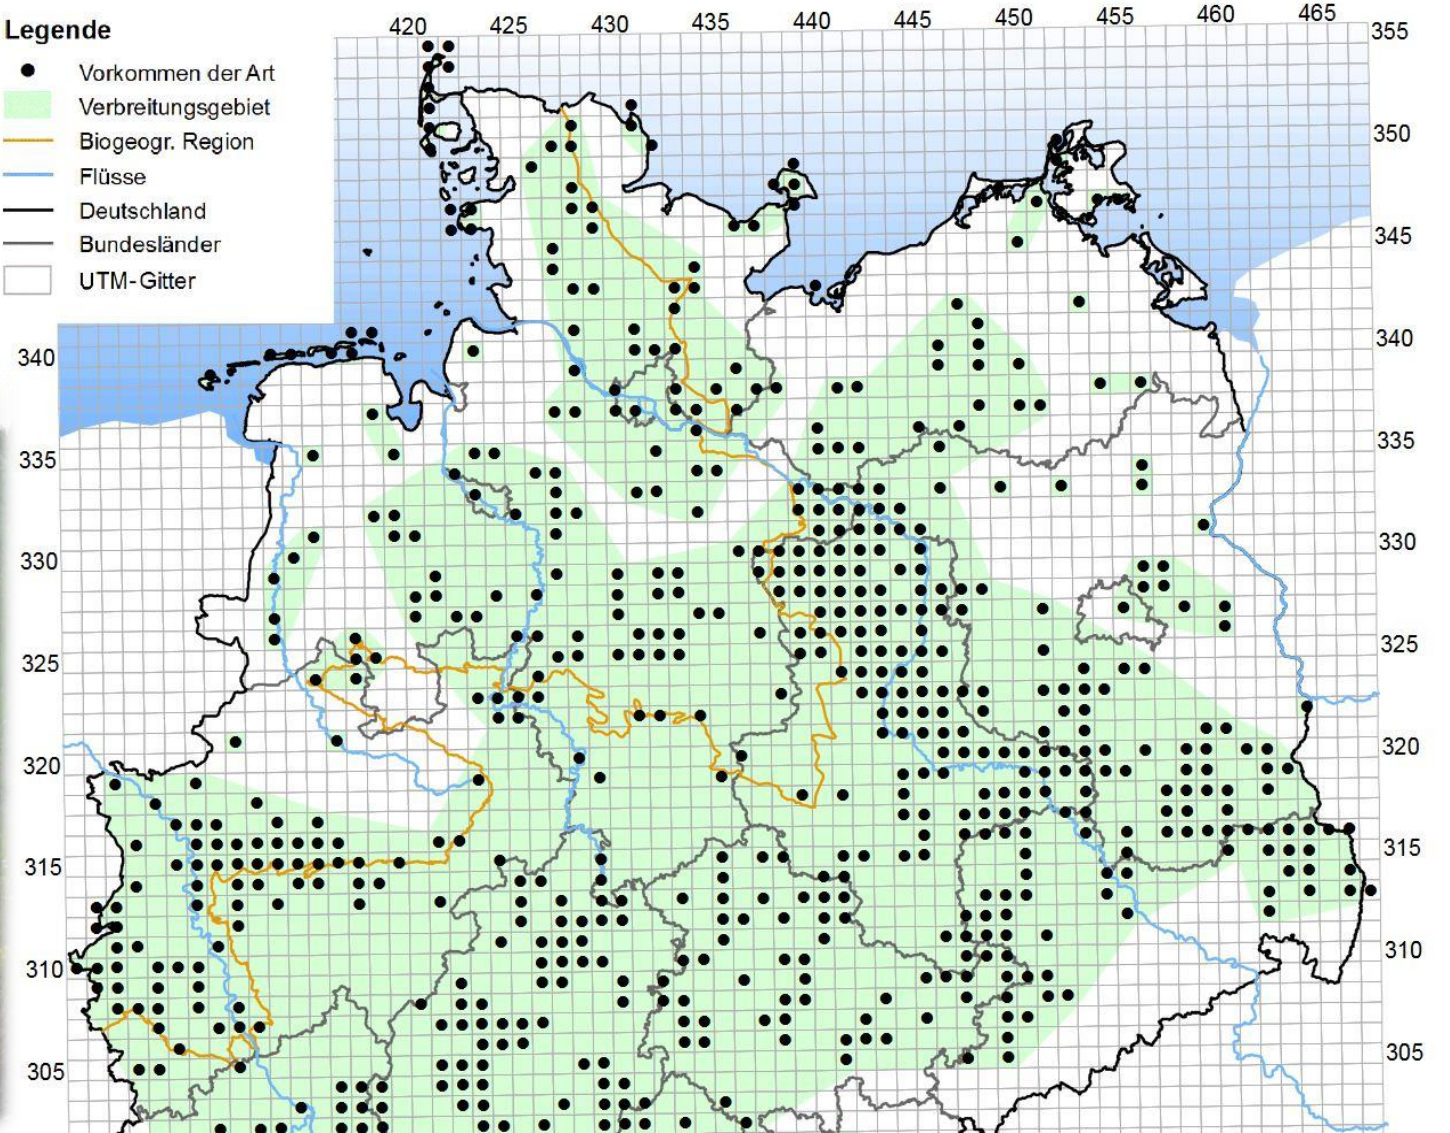 420 425 430 435 440 445 450 455 460 465
Legende
355
Vorkommen der Art
Verbreitungsgebiet
Biogeogr. Region
350
Flüsse
Deutschland
Bundesländer
345
UTM-Gitter
340
340
335
335
330
330
325
325
320
320
315
315
310
310
305
305